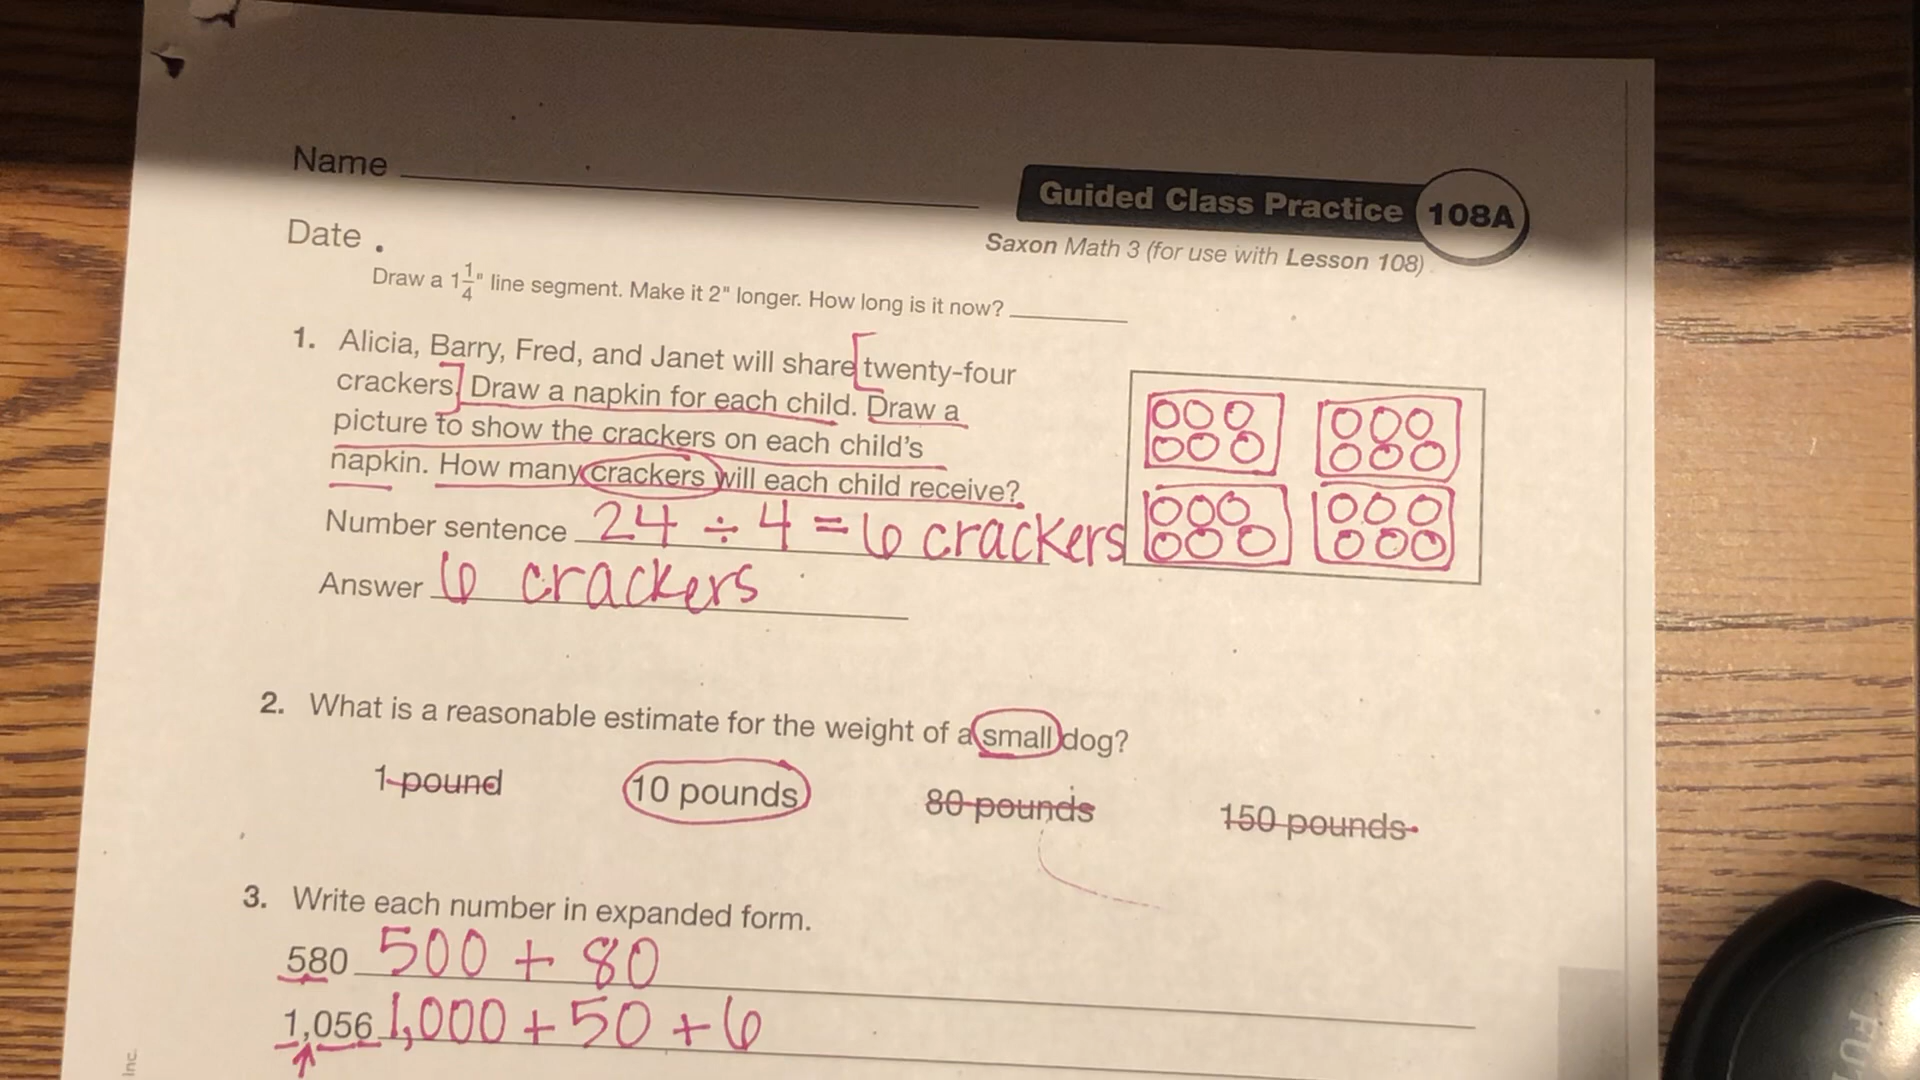 Name
Guided Class Practice 108A
Saxon Math 3 (for use with Lesson 108)
Date
Draw a 1 1/4" line segment. Make it 2" longer. How long is it now?
1. Alicia, Barry, Fred, and Janet will share twenty-four
crackers. Draw a napkin for each child. Draw a
picture to show the crackers on each child's
napkin. How many crackers will each child receive?
Number sentence 24 ÷ 4 = 6 crackers
Answer 6 crackers
2. What is a reasonable estimate for the weight of a small dog?
1 pound 10 pounds 80 pounds 150 pounds
3. Write each number in expanded form.
580 500 + 80
1,056 1,000 + 50 + 6
Inc.